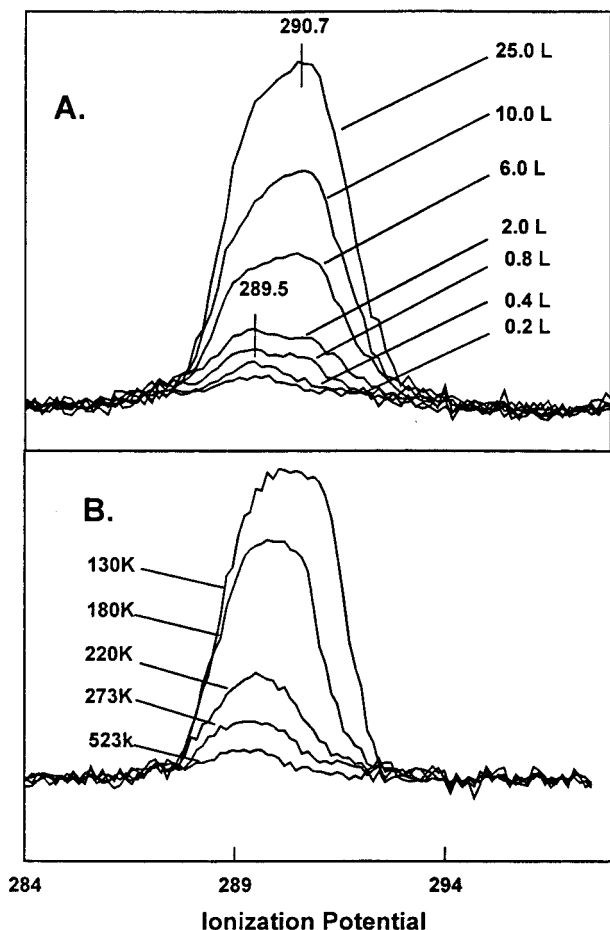 290.7
A.
25.0 L
10.0 L
6.0 L
2.0 L
0.8 L
289.5
0.4 L
0.2 L
B.
130K
180K
220K
273K
523k
284
289
294
Ionization Potential